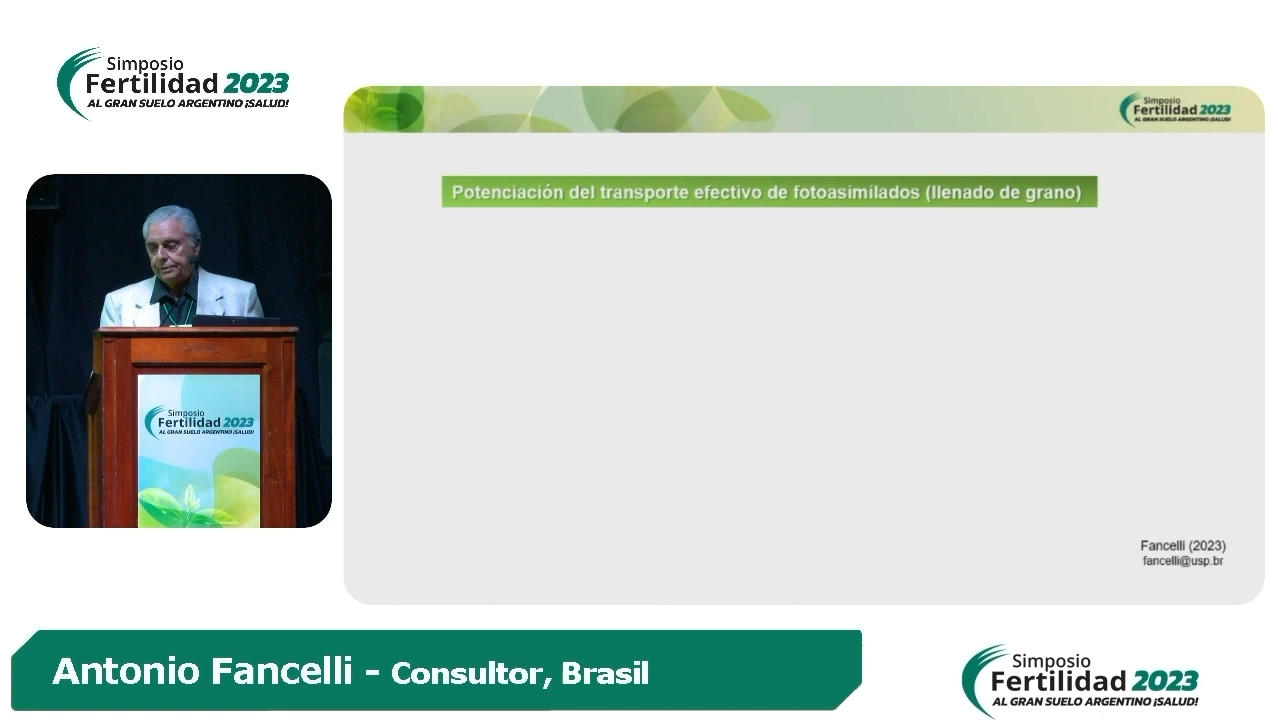 Simposio
Fertilidad 2023
AL GRAN SUELO ARGENTINO ¡SALUD!
Simposio
Fertilidad 2023
AL GRAN SUELO ARGENTINO ¡SALUD!
Potenciación del transporte efectivo de fotoasimilados (llenado de grano)
Simposio
Fertilidad 2023
AL GRAN SUELO ARGENTINO ¡SALUD!
Fancelli (2023)
fancelli@usp.br
Antonio Fancelli - Consultor, Brasil
Simposio
Fertilidad 2023
AL GRAN SUELO ARGENTINO ¡SALUD!